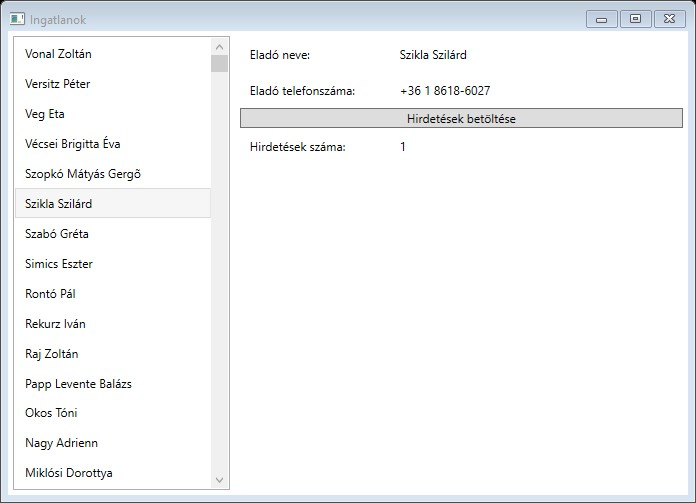 Ingatlanok
Vonal Zoltán
Versitz Péter
Veg Eta
Vécsei Brigitta Éva
Szopkó Mátyás Gergő
Szikla Szilárd
Szabó Gréta
Simics Eszter
Rontó Pál
Rekurz Iván
Raj Zoltán
Papp Levente Balázs
Okos Tóni
Nagy Adrienn
Miklósi Dorottya
Eladó neve: Szikla Szilárd
Eladó telefonszáma: +36 1 8618-6027
Hirdetések betöltése
Hirdetések száma: 1